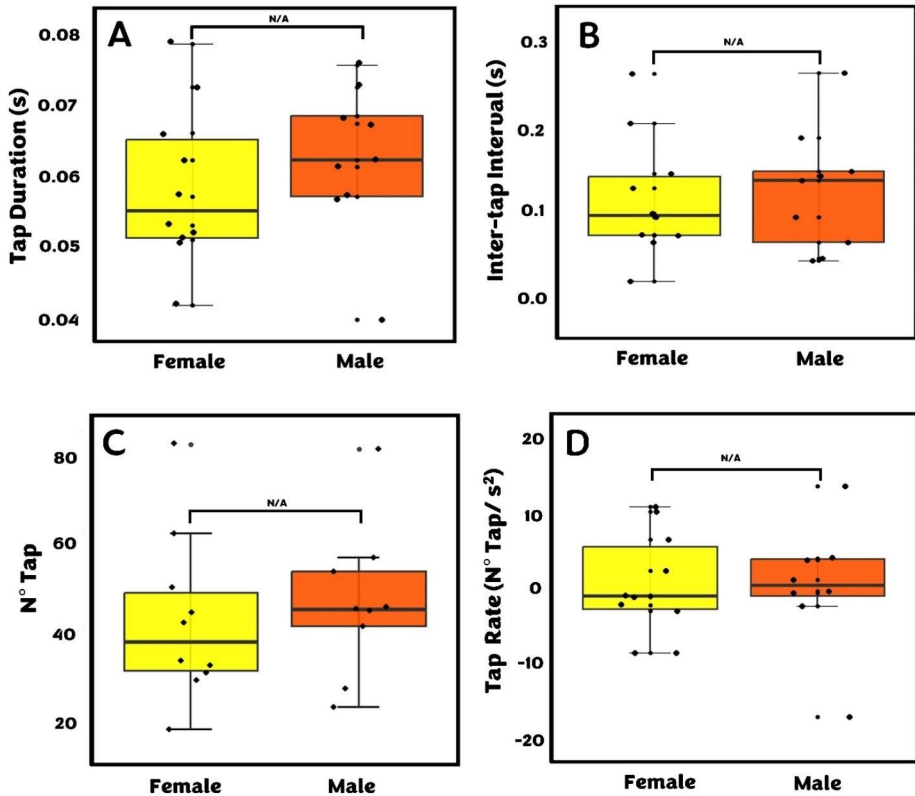 A
N/A
Tap Duration (s)
0.08
0.07
0.06
0.05
0.04
Female
Male
B
N/A
Inter-tap Interval (s)
0.3
0.2
0.1
0.0
Female
Male
C
N/A
N° Tap
80
60
40
20
Female
Male
D
N/A
Tap Rate (N° Tap/ s²)
20
10
0
-10
-20
Female
Male